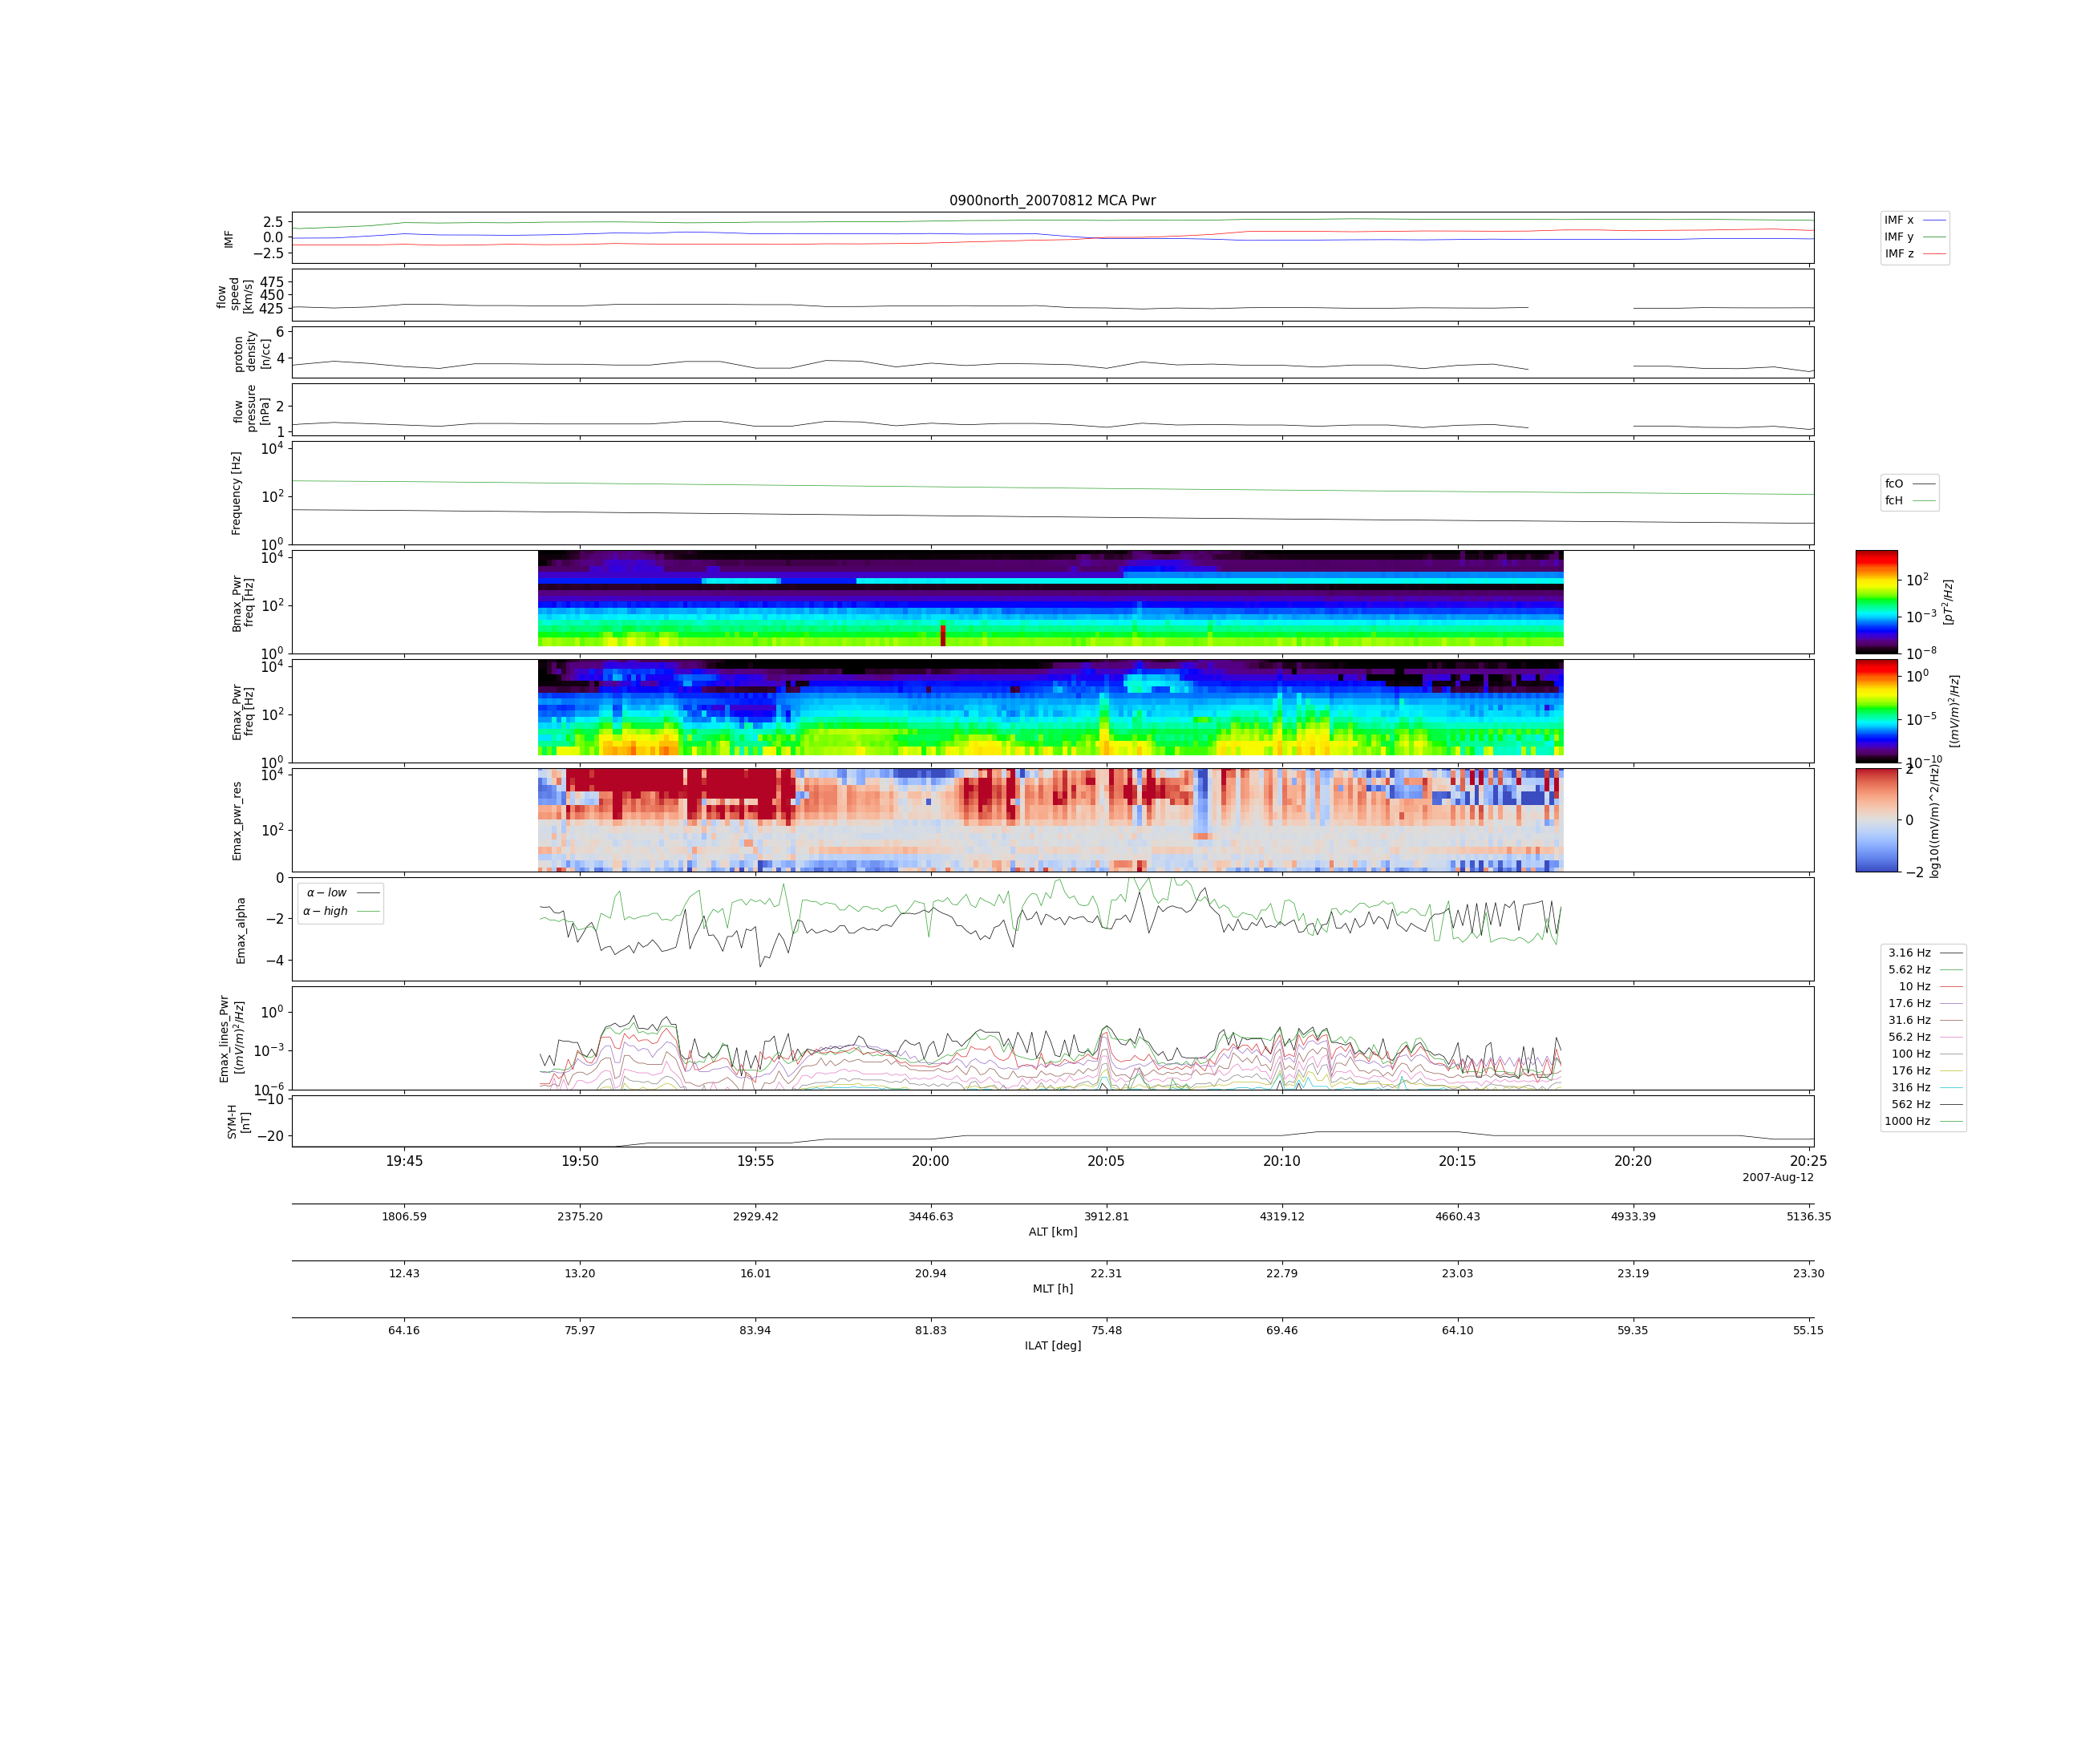 0900north_20070812 MCA Pwr
IMF
2.5
0.0
−2.5
IMF x
IMF y
IMF z
flow
speed
[km/s]
475
450
425
proton
density
[n/cc]
6
4
flow
pressure
[nPa]
2
1
Frequency [Hz]
10^4
10^2
10^0
fcO
fcH
Bmax_Pwr
freq [Hz]
10^4
10^2
10^0
10^2
10^−3
10^−8
[pT^2/Hz]
Emax_Pwr
freq [Hz]
10^4
10^2
10^0
10^0
10^−5
10^−10
[(mV/m)^2/Hz]
Emax_pwr_res
10^4
10^2
2
0
−2
log10((mV/m)^2/Hz)
Emax_alpha
0
−2
−4
α − low
α − high
Emax_lines_Pwr
[(mV/m)^2/Hz]
10^0
10^−3
10^−6
3.16 Hz
5.62 Hz
10 Hz
17.6 Hz
31.6 Hz
56.2 Hz
100 Hz
176 Hz
316 Hz
562 Hz
1000 Hz
SYM-H
[nT]
−10
−20
19:45 19:50 19:55 20:00 20:05 20:10 20:15 20:20 20:25
2007-Aug-12
1806.59 2375.20 2929.42 3446.63 3912.81 4319.12 4660.43 4933.39 5136.35
ALT [km]
12.43 13.20 16.01 20.94 22.31 22.79 23.03 23.19 23.30
MLT [h]
64.16 75.97 83.94 81.83 75.48 69.46 64.10 59.35 55.15
ILAT [deg]